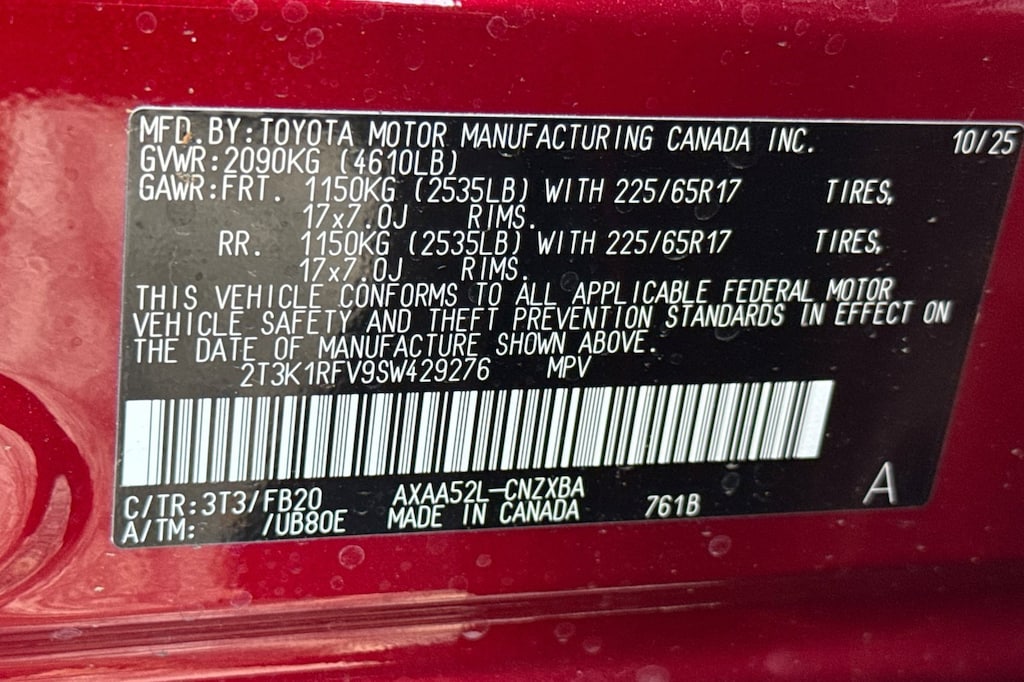 MFD.BY:TOYOTA MOTOR MANUFACTURING CANADA INC. 10/25
GVWR:2090KG (4610LB)
GAWR:FRT. 1150KG (2535LB) WITH 225/65R17 TIRES,
17x7.0J RIMS.
RR. 1150KG (2535LB) WITH 225/65R17 TIRES,
17x7.0J RIMS.
THIS VEHICLE CONFORMS TO ALL APPLICABLE FEDERAL MOTOR
VEHICLE SAFETY AND THEFT PREVENTION STANDARDS IN EFFECT ON
THE DATE OF MANUFACTURE SHOWN ABOVE.
2T3K1RFV9SW429276 MPV
C/TR:3T3/FB20 AXAA52L-CNZXBA A
A/TM: /UB80E MADE IN CANADA 761B